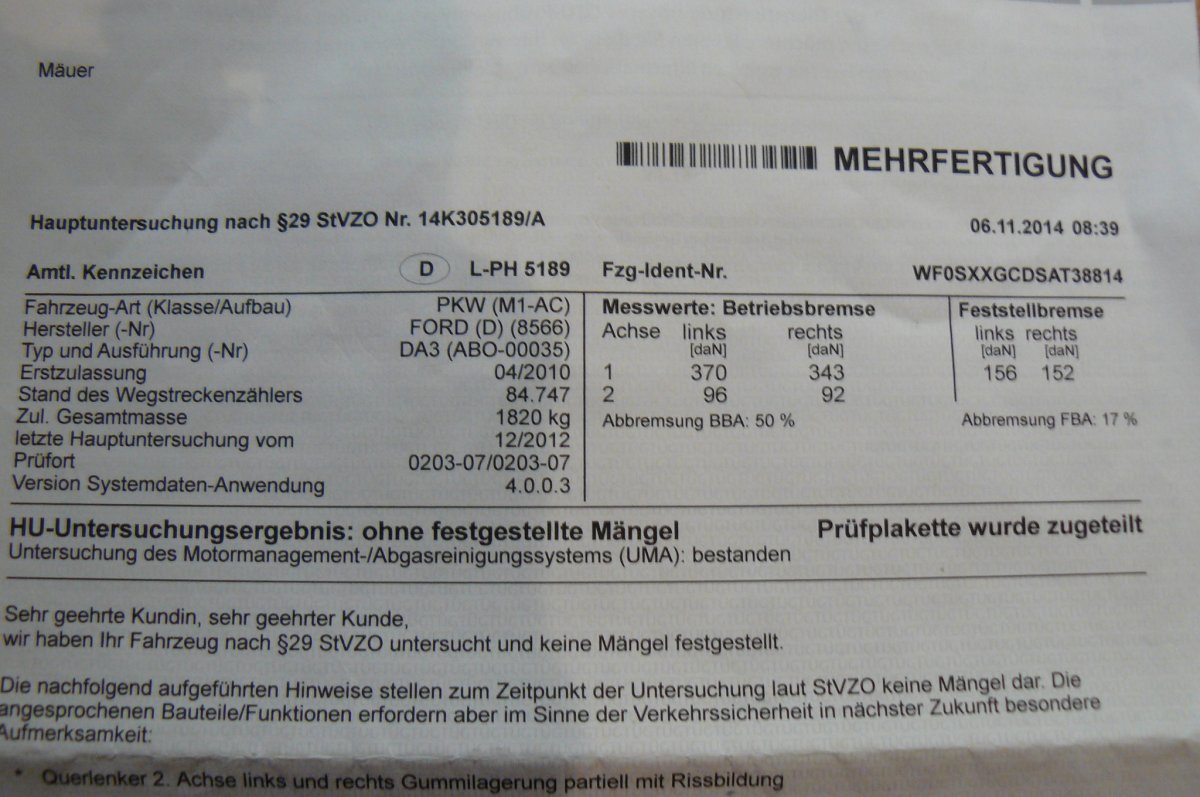 Mäuer
MEHRFERTIGUNG
Hauptuntersuchung nach §29 StVZO Nr. 14K305189/A 06.11.2014 08:39
Amtl. Kennzeichen D L-PH 5189 Fzg-Ident-Nr. WF0SXXGCDSAT38814
Fahrzeug-Art (Klasse/Aufbau) PKW (M1-AC)
Hersteller (-Nr) FORD (D) (8566)
Typ und Ausführung (-Nr) DA3 (ABO-00035)
Erstzulassung 04/2010
Stand des Wegstreckenzählers 84.747
Zul. Gesamtmasse 1820 kg
letzte Hauptuntersuchung vom 12/2012
Prüfort 0203-07/0203-07
Version Systemdaten-Anwendung 4.0.0.3
Messwerte: Betriebsbremse
Achse links rechts
[daN] [daN]
1 370 343
2 96 92
Abbremsung BBA: 50 %
Feststellbremse
links rechts
[daN] [daN]
156 152
Abbremsung FBA: 17 %
HU-Untersuchungsergebnis: ohne festgestellte Mängel Prüfplakette wurde zugeteilt
Untersuchung des Motormanagement-/Abgasreinigungssystems (UMA): bestanden
Sehr geehrte Kundin, sehr geehrter Kunde,
wir haben Ihr Fahrzeug nach §29 StVZO untersucht und keine Mängel festgestellt.
Die nachfolgend aufgeführten Hinweise stellen zum Zeitpunkt der Untersuchung laut StVZO keine Mängel dar. Die
angesprochenen Bauteile/Funktionen erfordern aber im Sinne der Verkehrssicherheit in nächster Zukunft besondere
Aufmerksamkeit:
* Querlenker 2. Achse links und rechts Gummilagerung partiell mit Rissbildung